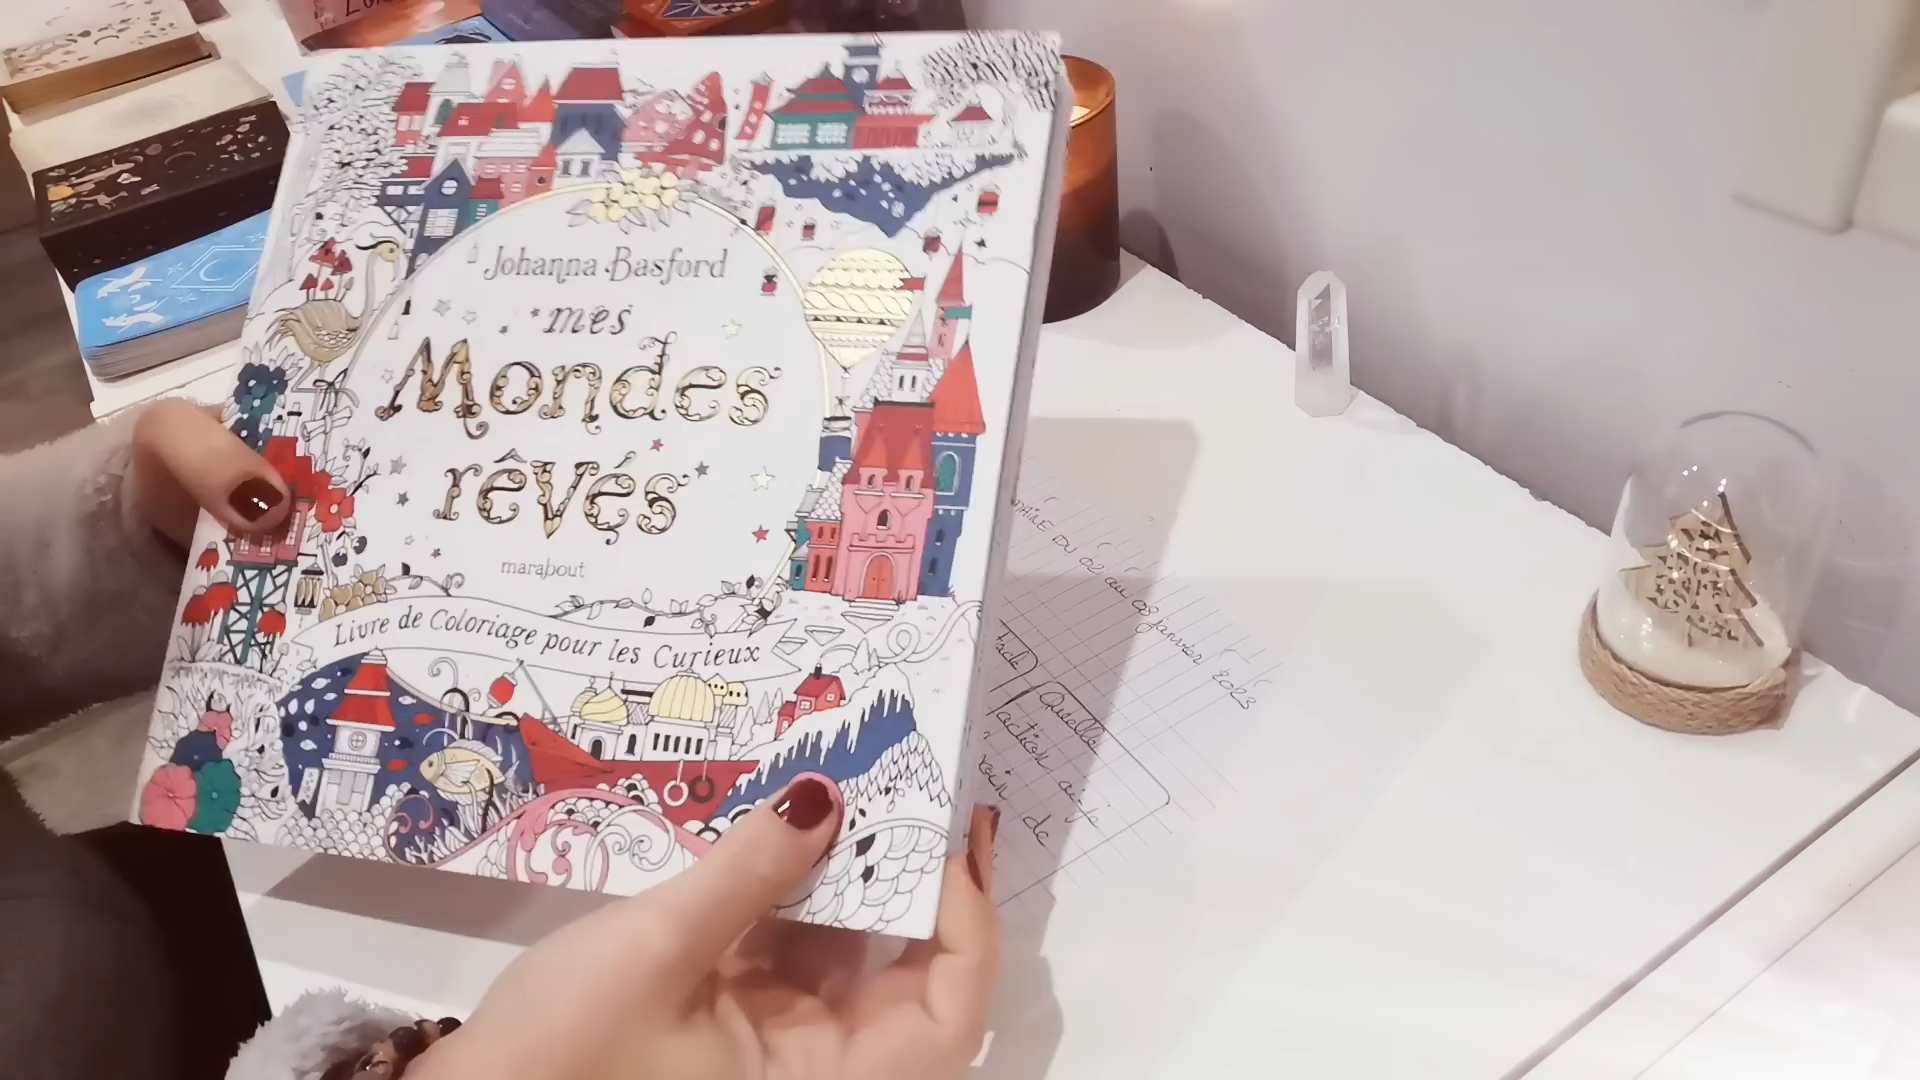 Johanna Basford
mes
Mondes
rêvés
marabout
Livre de Coloriage pour les Curieux
DU 02 au 08 janvier 2023
Quelle
action
de